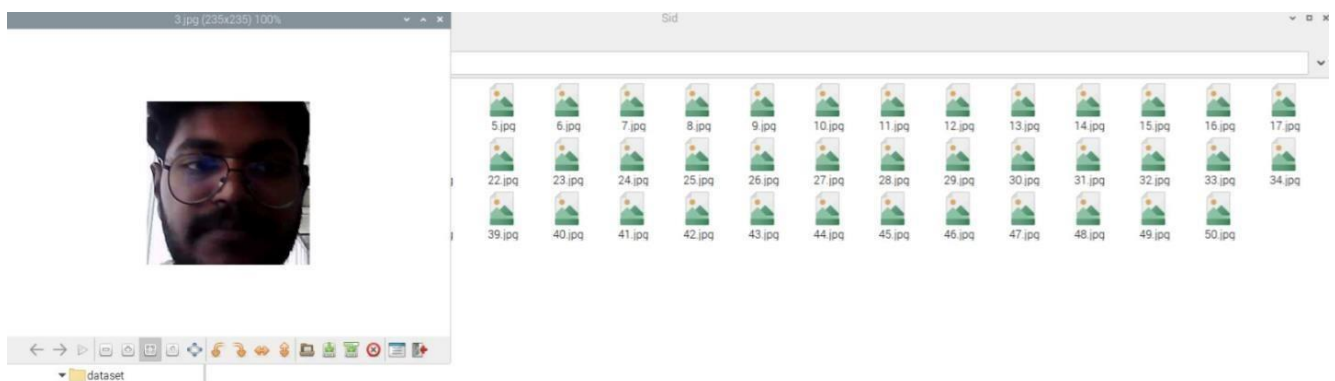 3.jpg (235x235) 100%
Sid
5.jpg 6.jpg 7.jpg 8.jpg 9.jpg 10.jpg 11.jpg 12.jpg 13.jpg 14.jpg 15.jpg 16.jpg 17.jpg
22.jpg 23.jpg 24.jpg 25.jpg 26.jpg 27.jpg 28.jpg 29.jpg 30.jpg 31.jpg 32.jpg 33.jpg 34.jpg
39.jpg 40.jpg 41.jpg 42.jpg 43.jpg 44.jpg 45.jpg 46.jpg 47.jpg 48.jpg 49.jpg 50.jpg
dataset